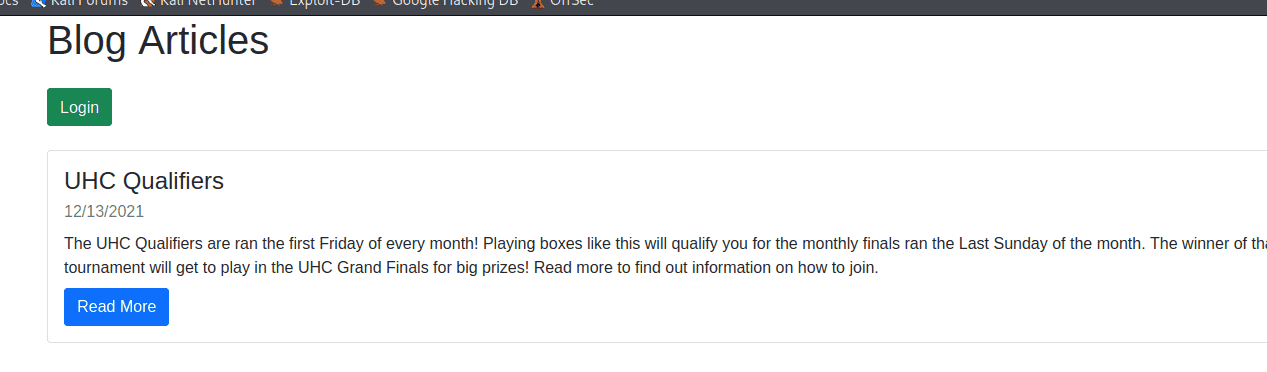 Kali Forums Kali NetHunter Exploit-DB Google Hacking DB OffSec
Blog Articles
Login
UHC Qualifiers
12/13/2021
The UHC Qualifiers are ran the first Friday of every month! Playing boxes like this will qualify you for the monthly finals ran the Last Sunday of the month. The winner of
tournament will get to play in the UHC Grand Finals for big prizes! Read more to find out information on how to join.
Read More